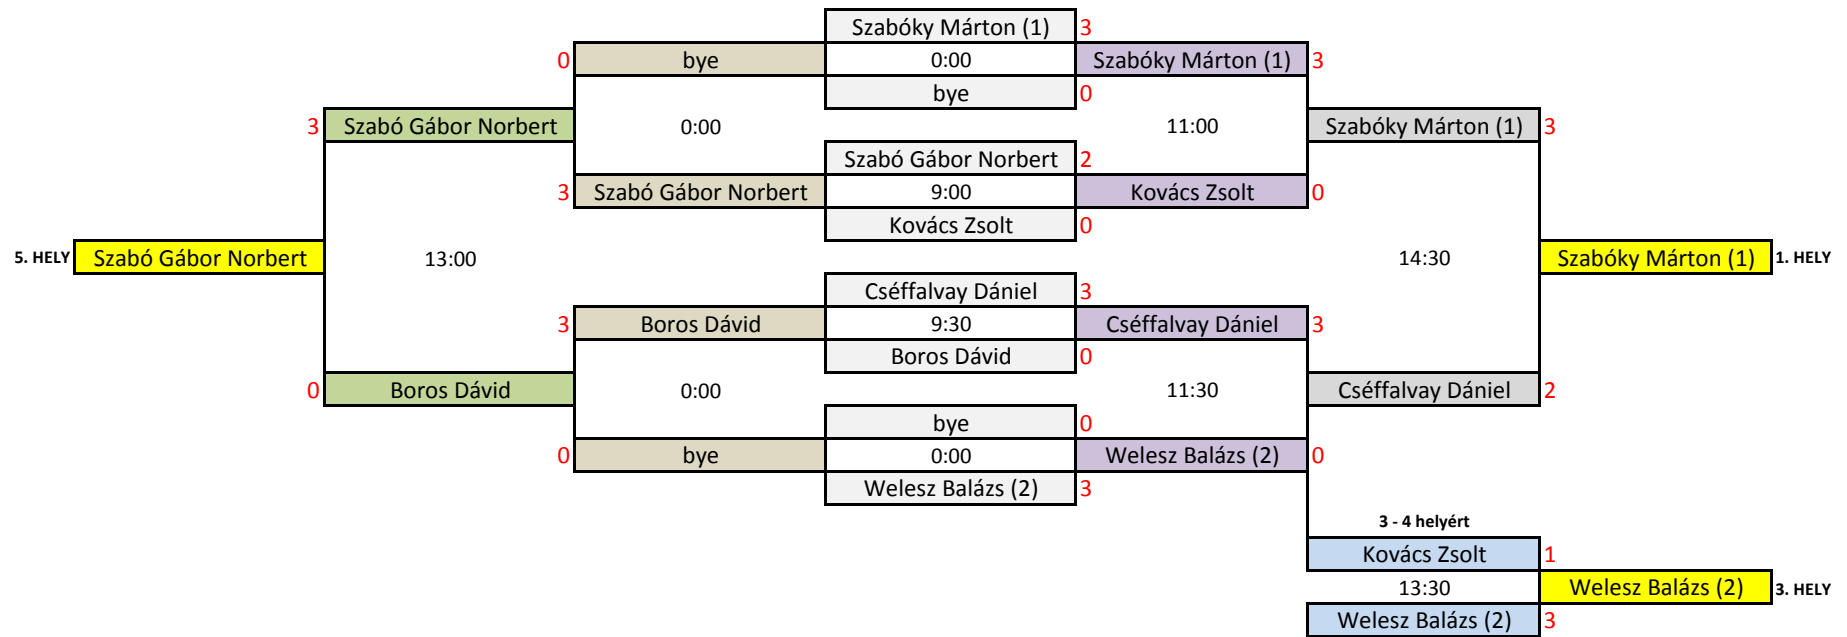 Szabóky Márton (1) 3
0 bye 0:00 Szabóky Márton (1) 3
bye 0
3 Szabó Gábor Norbert 0:00 11:00 Szabóky Márton (1) 3
Szabó Gábor Norbert 2
3 Szabó Gábor Norbert 9:00 Kovács Zsolt 0
Kovács Zsolt 0
5. HELY Szabó Gábor Norbert 13:00 14:30 Szabóky Márton (1) 1. HELY
Cséffalvay Dániel 3
3 Boros Dávid 9:30 Cséffalvay Dániel 3
Boros Dávid 0
0 Boros Dávid 0:00 11:30 Cséffalvay Dániel 2
bye 0
0 bye 0:00 Welesz Balázs (2) 0
Welesz Balázs (2) 3
3 - 4 helyért
Kovács Zsolt 1
13:30 Welesz Balázs (2) 3. HELY
Welesz Balázs (2) 3